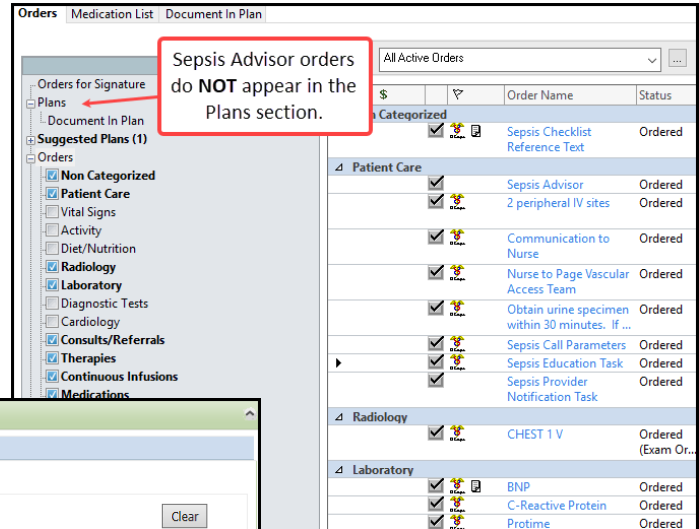 Orders Medication List Document In Plan
Sepsis Advisor orders
do NOT appear in the
Plans section.
All Active Orders
...
Orders for Signature
Plans
Document In Plan
Suggested Plans (1)
Orders
Non Categorized
Patient Care
Vital Signs
Activity
Diet/Nutrition
Radiology
Laboratory
Diagnostic Tests
Cardiology
Consults/Referrals
Therapies
Continuous Infusions
Medications
Clear
$ Order Name Status
Categorized
Sepsis Checklist Ordered
Reference Text
Patient Care
Sepsis Advisor Ordered
2 peripheral IV sites Ordered
Communication to Ordered
Nurse
Nurse to Page Vascular Ordered
Access Team
Obtain urine specimen Ordered
within 30 minutes. If ...
Sepsis Call Parameters Ordered
Sepsis Education Task Ordered
Sepsis Provider Ordered
Notification Task
Radiology
CHEST 1 V Ordered
(Exam Or...
Laboratory
BNP Ordered
C-Reactive Protein Ordered
Protime Ordered